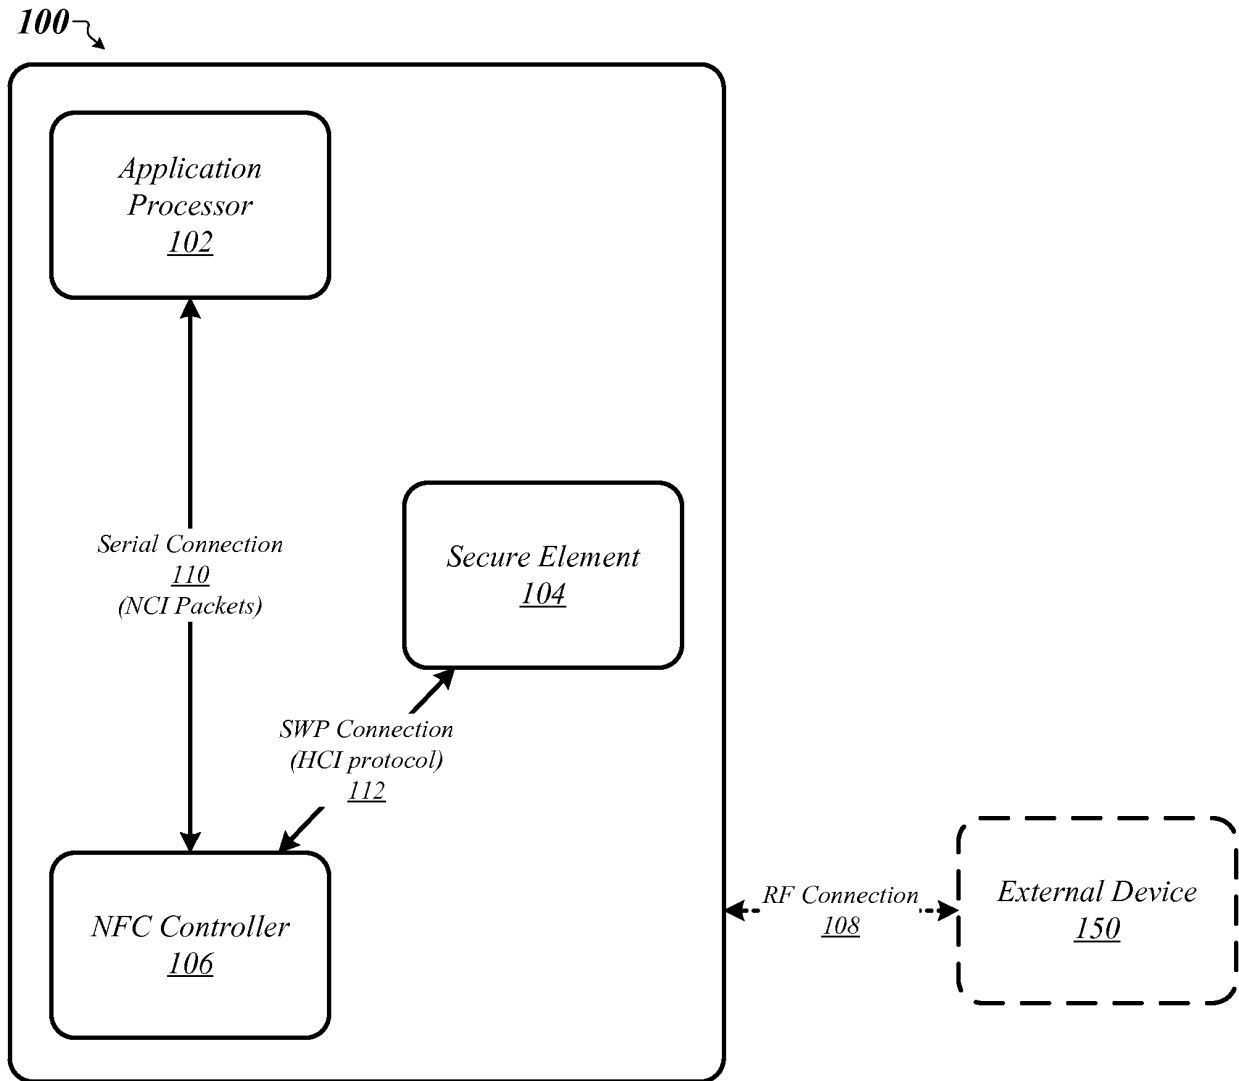 100
Application
Processor
102
Serial Connection
110
(NCI Packets)
Secure Element
104
SWP Connection
(HCI protocol)
112
NFC Controller
106
RF Connection
108
External Device
150